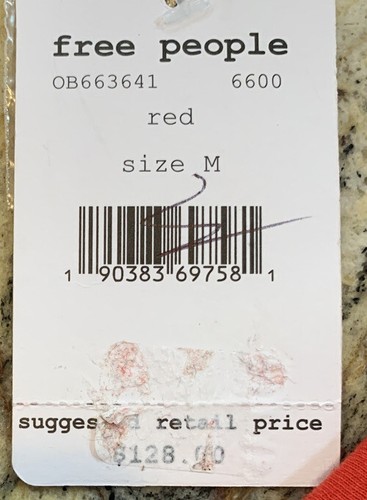 free people
OB663641 6600
red
size M
1 90383 69758 1
suggested retail price
$128.00